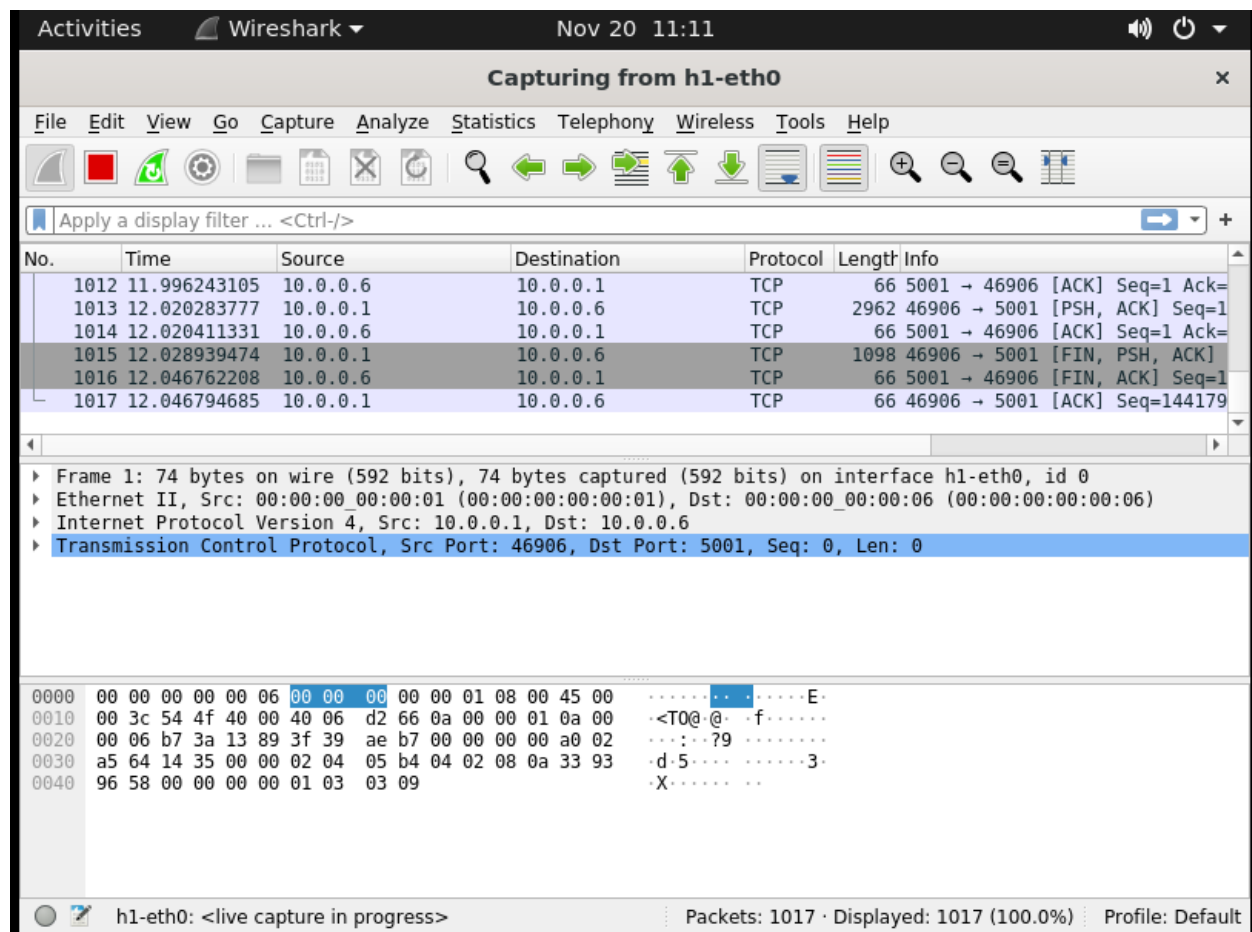 Activities Wireshark Nov 20 11:11
Capturing from h1-eth0 ×
File Edit View Go Capture Analyze Statistics Telephony Wireless Tools Help
Apply a display filter ... <Ctrl-/> +
No. Time Source Destination Protocol Length Info
1012 11.996243105 10.0.0.6 10.0.0.1 TCP 66 5001 → 46906 [ACK] Seq=1 Ack=
1013 12.020283777 10.0.0.1 10.0.0.6 TCP 2962 46906 → 5001 [PSH, ACK] Seq=1
1014 12.020411331 10.0.0.6 10.0.0.1 TCP 66 5001 → 46906 [ACK] Seq=1 Ack=
1015 12.028939474 10.0.0.1 10.0.0.6 TCP 1098 46906 → 5001 [FIN, PSH, ACK]
1016 12.046762208 10.0.0.6 10.0.0.1 TCP 66 5001 → 46906 [FIN, ACK] Seq=1
1017 12.046794685 10.0.0.1 10.0.0.6 TCP 66 46906 → 5001 [ACK] Seq=144179
Frame 1: 74 bytes on wire (592 bits), 74 bytes captured (592 bits) on interface h1-eth0, id 0
Ethernet II, Src: 00:00:00_00:00:01 (00:00:00:00:00:01), Dst: 00:00:00_00:00:06 (00:00:00:00:00:06)
Internet Protocol Version 4, Src: 10.0.0.1, Dst: 10.0.0.6
Transmission Control Protocol, Src Port: 46906, Dst Port: 5001, Seq: 0, Len: 0
0000 00 00 00 00 00 06 00 00 00 00 00 01 08 00 45 00 ········ ······E·
0010 00 3c 54 4f 40 00 40 06 d2 66 0a 00 00 01 0a 00 ·<TO@·@· ·f······
0020 00 06 b7 3a 13 89 3f 39 ae b7 00 00 00 00 a0 02 ···:··?9 ········
0030 a5 64 14 35 00 00 02 04 05 b4 04 02 08 0a 33 93 ·d·5···· ······3·
0040 96 58 00 00 00 00 01 03 03 09 ·X······ ··
h1-eth0: <live capture in progress> Packets: 1017 · Displayed: 1017 (100.0%) Profile: Default